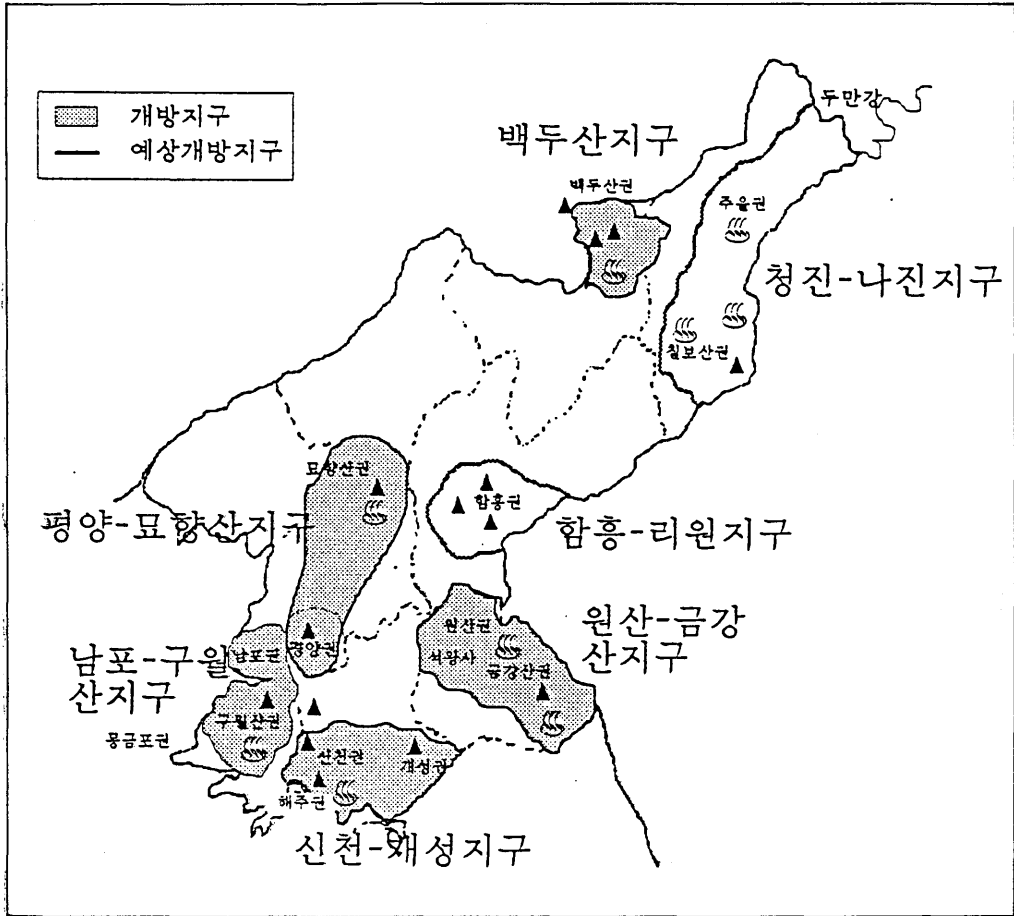 개방지구
예상개방지구
두만강
백두산지구
백두산권
주을권
청진-나진지구
칠보산권
묘향산권
함흥권
평양-묘향산지구
함흥-리원지구
원산-금강
산지구
원산권
석왕사
금강산권
남포-구월
산지구
남포권
평양권
구월산권
몽금포권
신천권
개성권
해주권
신천-개성지구